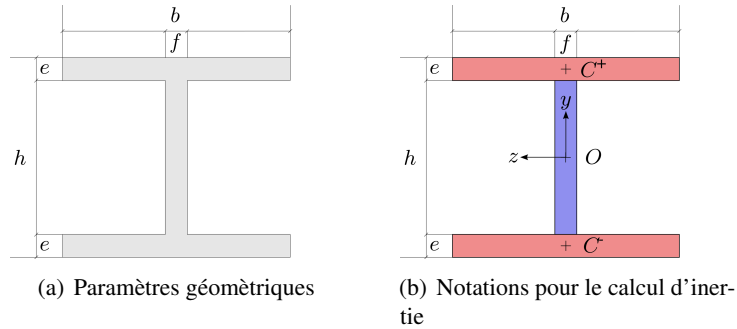 b
f
e
h
e
b
f
e
C+
y
h
z
O
e
C-
(a) Paramètres géomètriques
(b) Notations pour le calcul d'iner-
tie